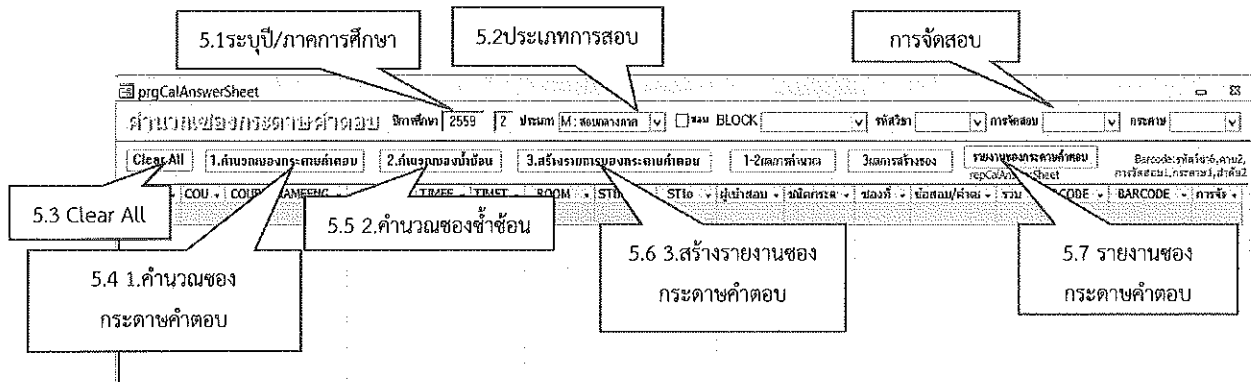 5.1ระบุปี/ภาคการศึกษา
5.2ประเภทการสอบ
การจัดสอบ
prgCalAnswerSheet
คำนวณซองกระดาษคำตอบ ปีการศึกษา 2559 2 ประเภท M : สอบกลางภาค ซอน BLOCK รหัสวิชา การจัดสอบ กระดาษ
Clear All 1.คำนวณซองกระดาษคำตอบ 2.คำนวณซองซ้ำซ้อน 3.สร้างรายการซองกระดาษคำตอบ 1-2ผลการคำนวณ 3ผลการสร้างซอง รายงานซองกระดาษคำตอบ
repCalAnswerSheet
Barcode:รหัสวิชา6,คาบ2,
การจัดสอบ1,กระดาษ1,ลำดับ2
COU ROOM STIo ผู้เข้าสอบ ชนิดกระดา ซองที่ รวม BARCODE การจัด
5.3 Clear All
5.5 2.คำนวณซองซ้ำซ้อน
5.4 1.คำนวณซอง
กระดาษคำตอบ
5.6 3.สร้างรายงานซอง
กระดาษคำตอบ
5.7 รายงานซอง
กระดาษคำตอบ